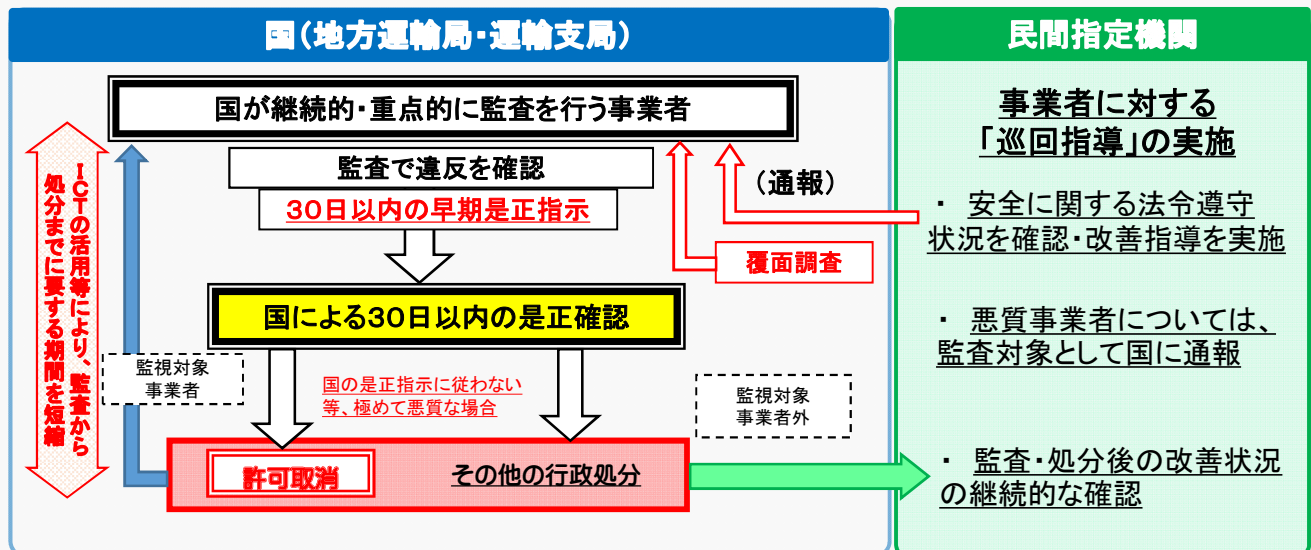 国(地方運輸局・運輸支局)
国が継続的・重点的に監査を行う事業者
監査で違反を確認
30日以内の早期是正指示
(通報)
覆面調査
国による30日以内の是正確認
ICTの活用等により、監査から
処分までに要する期間を短縮
監視対象
事業者
国の是正指示に従わない
等、極めて悪質な場合
監視対象
事業者外
許可取消
その他の行政処分
民間指定機関
事業者に対する
「巡回指導」の実施
・ 安全に関する法令遵守
状況を確認・改善指導を実施
・ 悪質事業者については、
監査対象として国に通報
・ 監査・処分後の改善状況
の継続的な確認